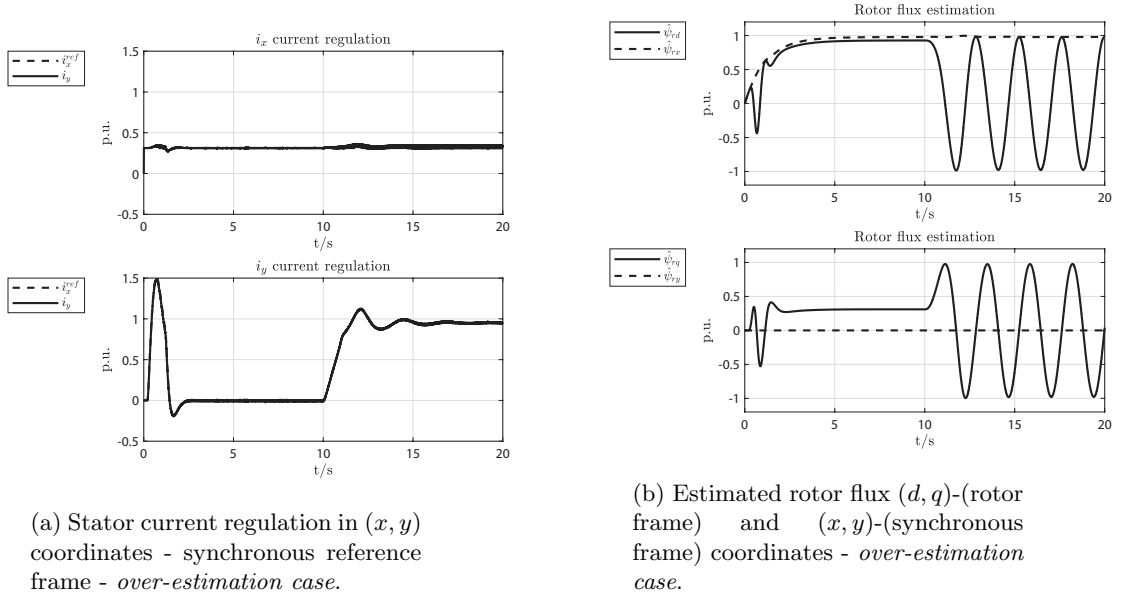 i_x current regulation
i_x^{ref}
i_y
p.u.
1.5
1
0.5
0
-0.5
0 5 10 15 20
t/s
i_y current regulation
i_x^{ref}
i_y
p.u.
1.5
1
0.5
0
-0.5
0 5 10 15 20
t/s
(a) Stator current regulation in (x, y)
coordinates - synchronous reference
frame - over-estimation case.
Rotor flux estimation
ψ̂_{rd}
ψ̂_{rx}
p.u.
1
0.5
0
-0.5
-1
0 5 10 15 20
t/s
Rotor flux estimation
ψ̂_{rq}
ψ̂_{ry}
p.u.
1
0.5
0
-0.5
-1
0 5 10 15 20
t/s
(b) Estimated rotor flux (d, q)-(rotor
frame) and (x, y)-(synchronous
frame) coordinates - over-estimation
case.